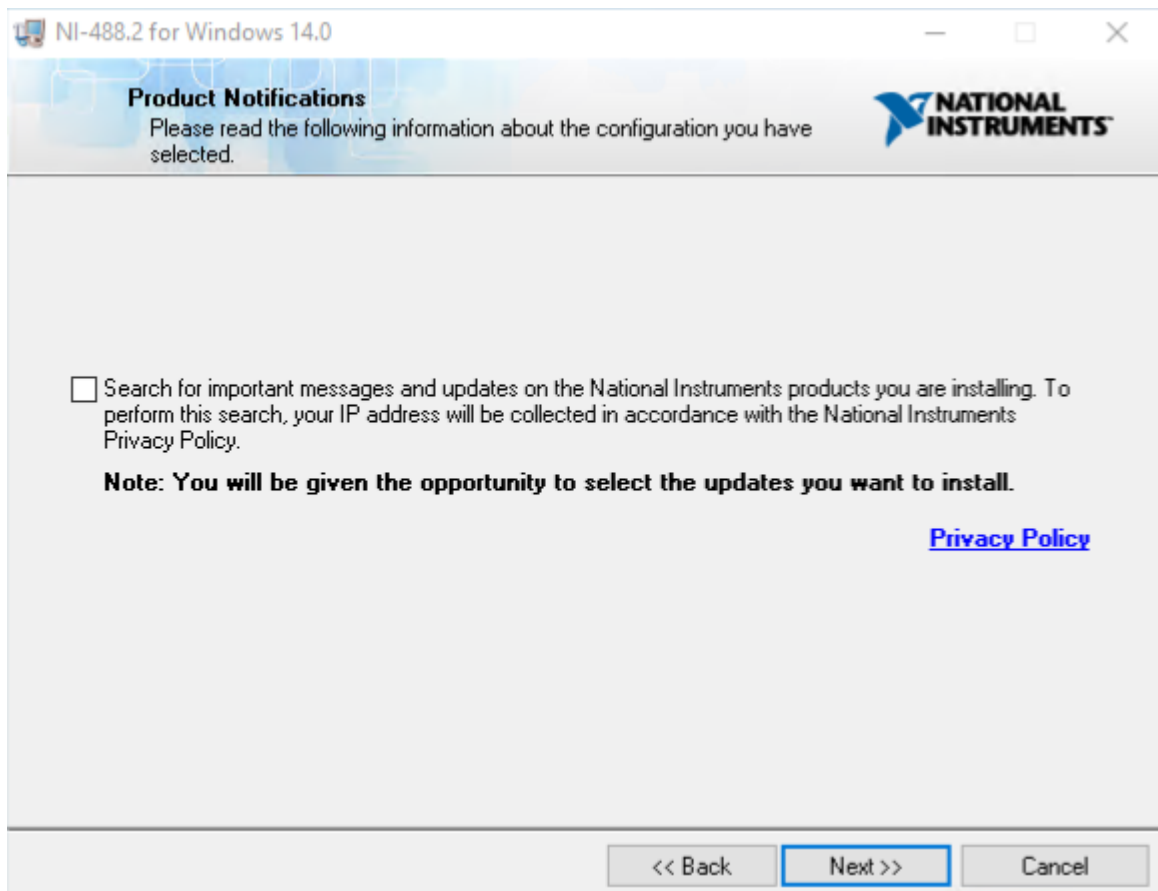 NI-488.2 for Windows 14.0
Product Notifications
Please read the following information about the configuration you have
selected.
NATIONAL
INSTRUMENTS™
Search for important messages and updates on the National Instruments products you are installing. To
perform this search, your IP address will be collected in accordance with the National Instruments
Privacy Policy.
Note: You will be given the opportunity to select the updates you want to install.
Privacy Policy
<< Back
Next >>
Cancel